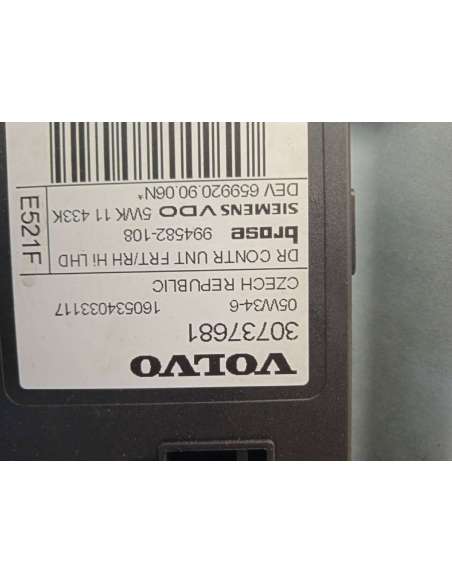 VOLVO
30737681
05W34-6 160534033117
CZECH REPUBLIC
DR CONTR UNT FRT/RH Hi LHD
brose 994582-108
SIEMENS VDO 5WK 11 433K
DEV 659920.90.06N*
E521F